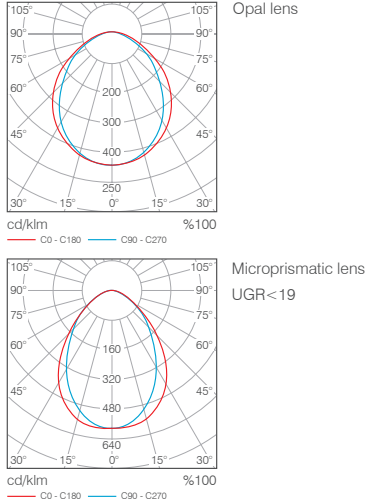 Opal lens
105° 105°
90° 90°
75° 75°
60° 60°
200
45° 300 45°
400
250
30° 15° 0° 15° 30°
cd/klm %100
C0 - C180 C90 - C270
Microprismatic lens
UGR<19
105° 105°
90° 90°
75° 75°
160
60° 60°
320
45° 45°
480
640
30° 15° 0° 15° 30°
cd/klm %100
C0 - C180 C90 - C270